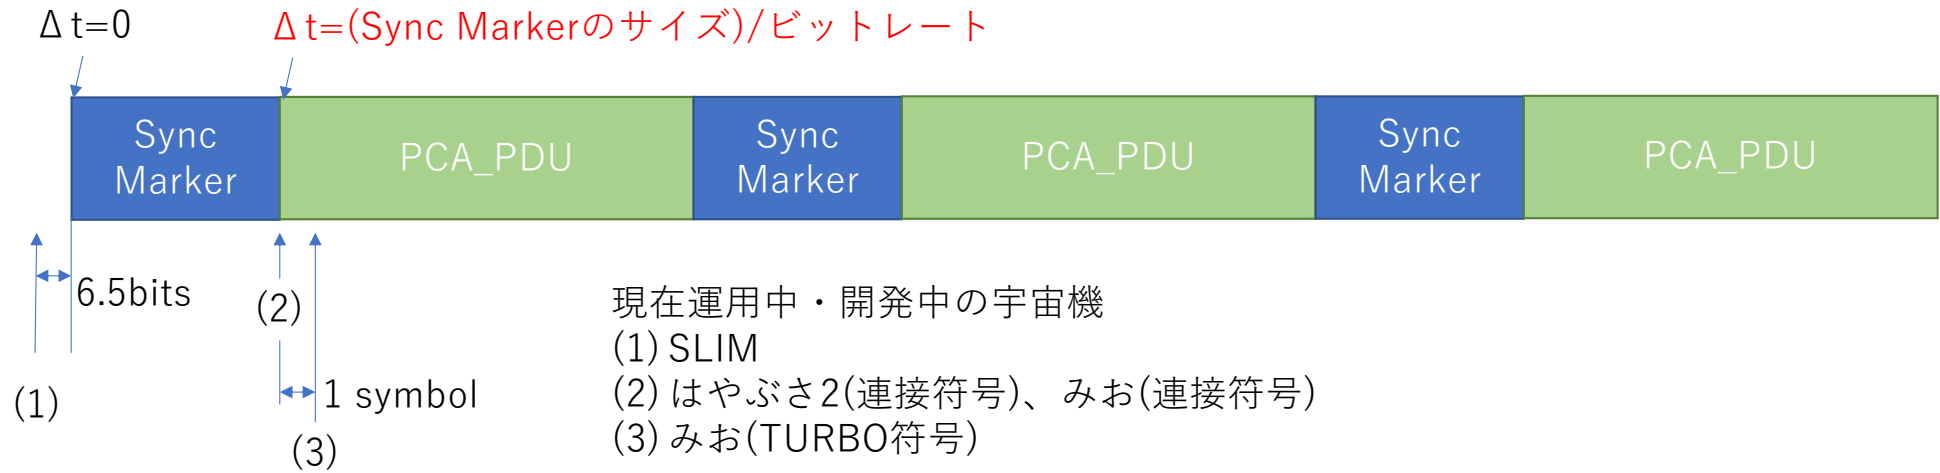 Δt=0
Δt=(Sync Markerのサイズ)/ビットレート
Sync
Marker
PCA_PDU
Sync
Marker
PCA_PDU
Sync
Marker
PCA_PDU
6.5bits
(1)
(2)
1 symbol
(3)
現在運用中・開発中の宇宙機
(1) SLIM
(2) はやぶさ2(連接符号)、みお(連接符号)
(3) みお(TURBO符号)